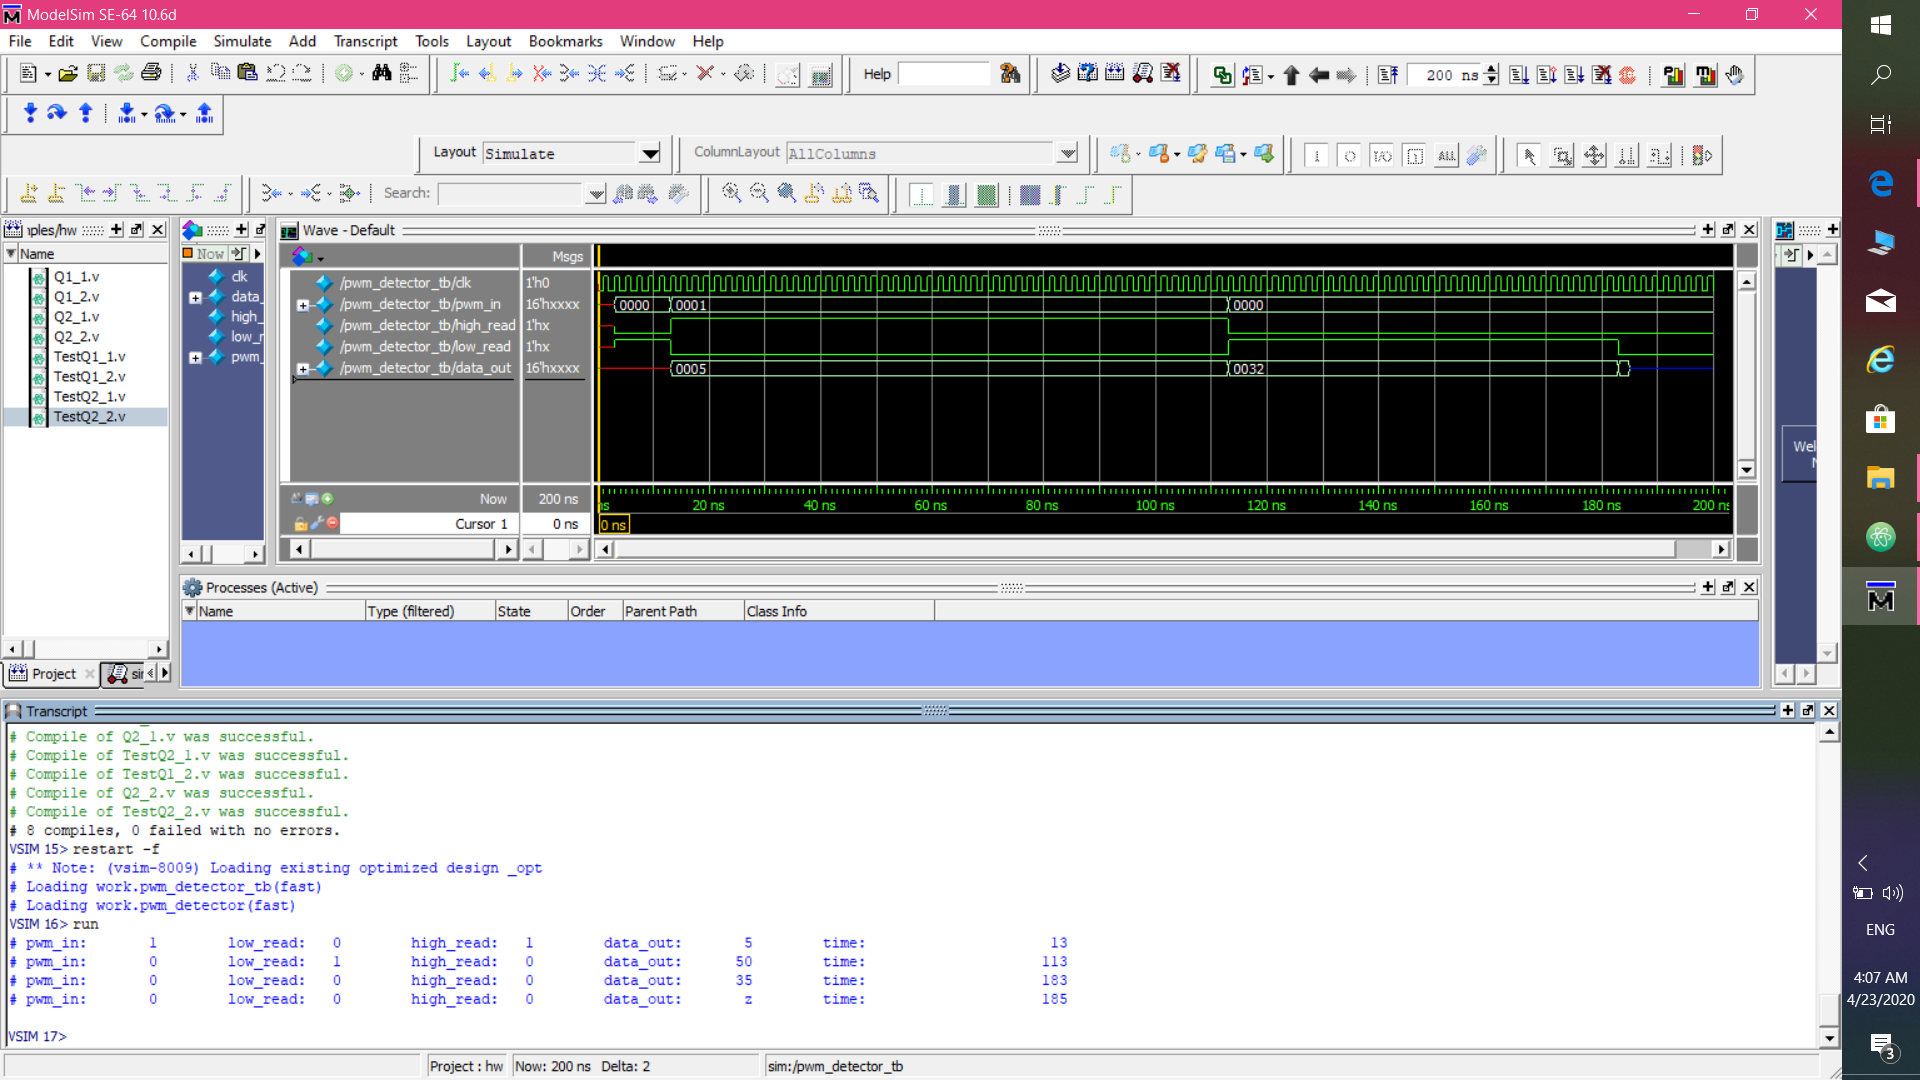 ModelSim SE-64 10.6d
File Edit View Compile Simulate Add Transcript Tools Layout Bookmarks Window Help
Help
200 ns
Layout Simulate ColumnLayout AllColumns
ALL
Search:
Wave - Default
Name
Now
Msgs
Q1_1.v
Q1_2.v
Q2_1.v
Q2_2.v
TestQ1_1.v
TestQ1_2.v
TestQ2_1.v
TestQ2_2.v
clk
data_
high_
low_r
pwm_
/pwm_detector_tb/clk 1'h0
/pwm_detector_tb/pwm_in 16'hxxxx 0000 0001 0000
/pwm_detector_tb/high_read 1'hx
/pwm_detector_tb/low_read 1'hx
/pwm_detector_tb/data_out 16'hxxxx 0005 0032
Now 200 ns
20 ns 40 ns 60 ns 80 ns 100 ns 120 ns 140 ns 160 ns 180 ns 200 ns
Cursor 1 0 ns 0 ns
Wel
Processes (Active)
Name Type (filtered) State Order Parent Path Class Info
Project
Transcript
# Compile of Q2_1.v was successful.
# Compile of TestQ2_1.v was successful.
# Compile of TestQ1_2.v was successful.
# Compile of Q2_2.v was successful.
# Compile of TestQ2_2.v was successful.
# 8 compiles, 0 failed with no errors.
VSIM 15> restart -f
# ** Note: (vsim-8009) Loading existing optimized design _opt
# Loading work.pwm_detector_tb(fast)
# Loading work.pwm_detector(fast)
VSIM 16> run
# pwm_in: 1 low_read: 0 high_read: 1 data_out: 5 time: 13
# pwm_in: 0 low_read: 1 high_read: 0 data_out: 50 time: 113
# pwm_in: 0 low_read: 0 high_read: 0 data_out: 35 time: 183
# pwm_in: 0 low_read: 0 high_read: 0 data_out: z time: 185
VSIM 17>
Project : hw Now: 200 ns Delta: 2 sim:/pwm_detector_tb
ENG
4:07 AM
4/23/2020
3